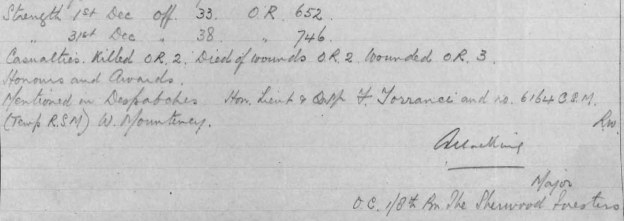 Strength 1st Dec Off. 33. O.R. 652.
" 31st Dec " 38 " 746.
Casualties. Killed O.R. 2. Died of wounds O.R. 2 Wounded O.R. 3.
Honours and Awards.
Mentioned in Despatches. Hon. Lieut & F. Torrance and no. 6164 C.S.M.
(Temp R.S.M) W. Mounteney.
Major
O.C. 1/8th Bn The Sherwood Foresters